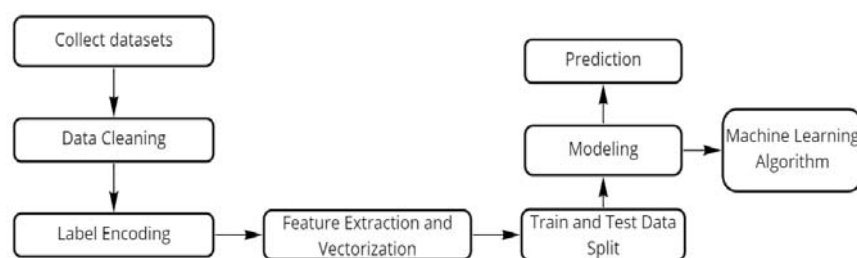 Collect datasets
Data Cleaning
Label Encoding
Feature Extraction and
Vectorization
Train and Test Data
Split
Modeling
Prediction
Machine Learning
Algorithm